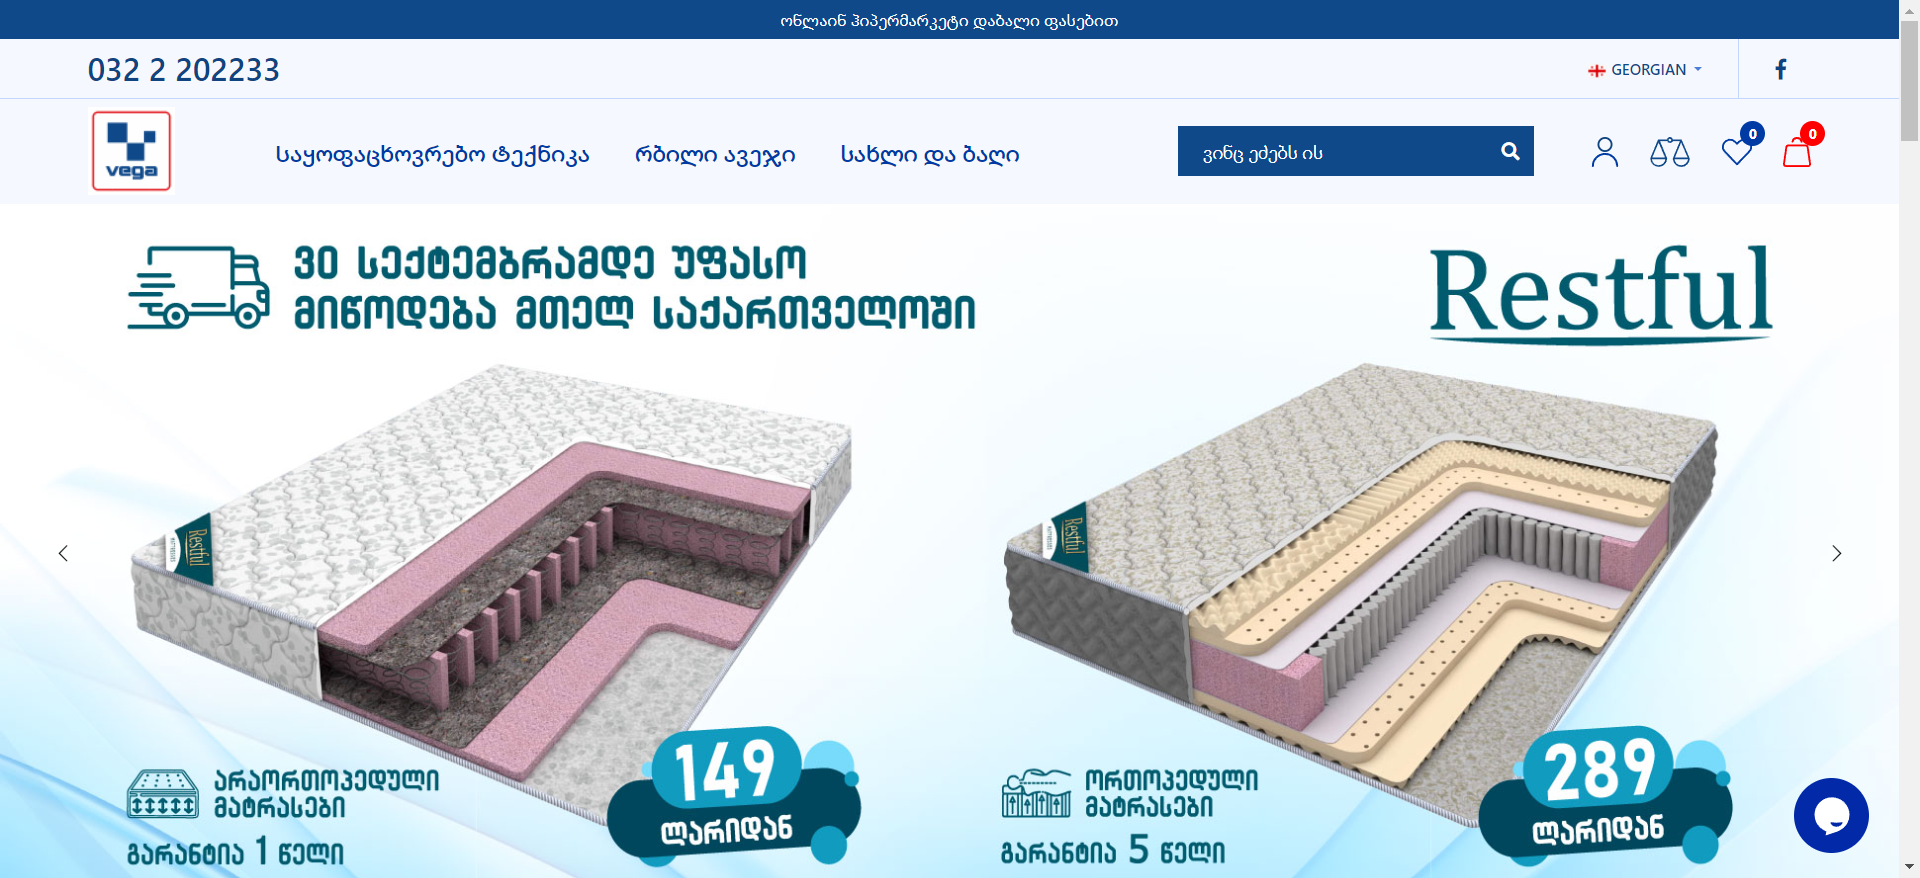 ონლაინ ჰიპერმარკეტი დაბალი ფასებით
032 2 202233
GEORGIAN
vega
საყოფაცხოვრებო ტექნიკა
რბილი ავეჯი
სახლი და ბაღი
ვინც ეძებს ის
0
0
30 სექტემბრამდე უფასო
მიწოდება მთელ საქართველოში
Restful
Restful
Restful
არაორთოპედული
მატრასები
გარანტია 1 წელი
149
ლარიდან
ორთოპედული
მატრასები
გარანტია 5 წელი
289
ლარიდან